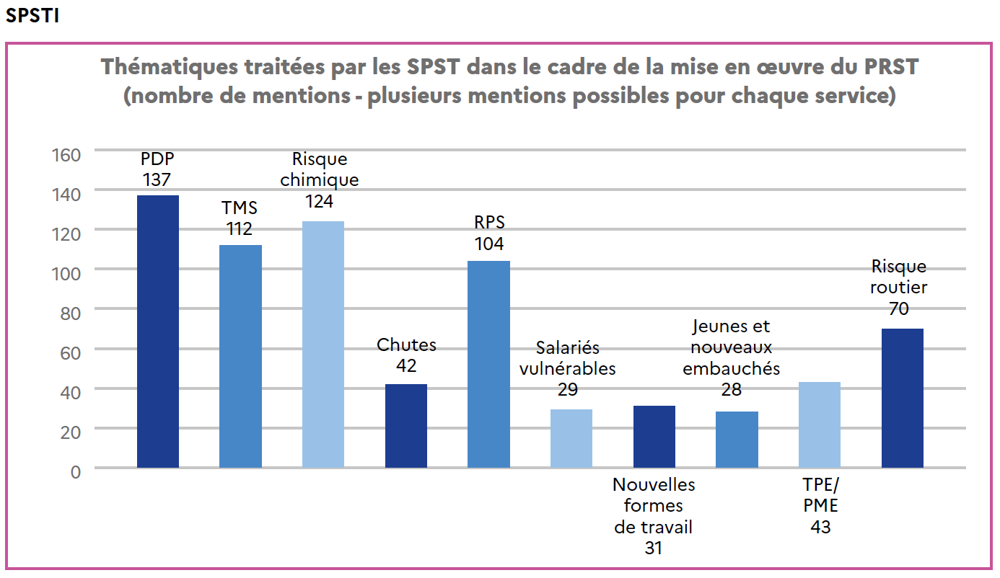 SPSTI
Thématiques traitées par les SPST dans le cadre de la mise en œuvre du PRST
(nombre de mentions - plusieurs mentions possibles pour chaque service)
160
140
120
100
80
60
40
20
0
PDP
137
TMS
112
Risque
chimique
124
Chutes
42
RPS
104
Salariés
vulnérables
29
Nouvelles
formes
de travail
31
Jeunes et
nouveaux
embauchés
28
TPE/
PME
43
Risque
routier
70